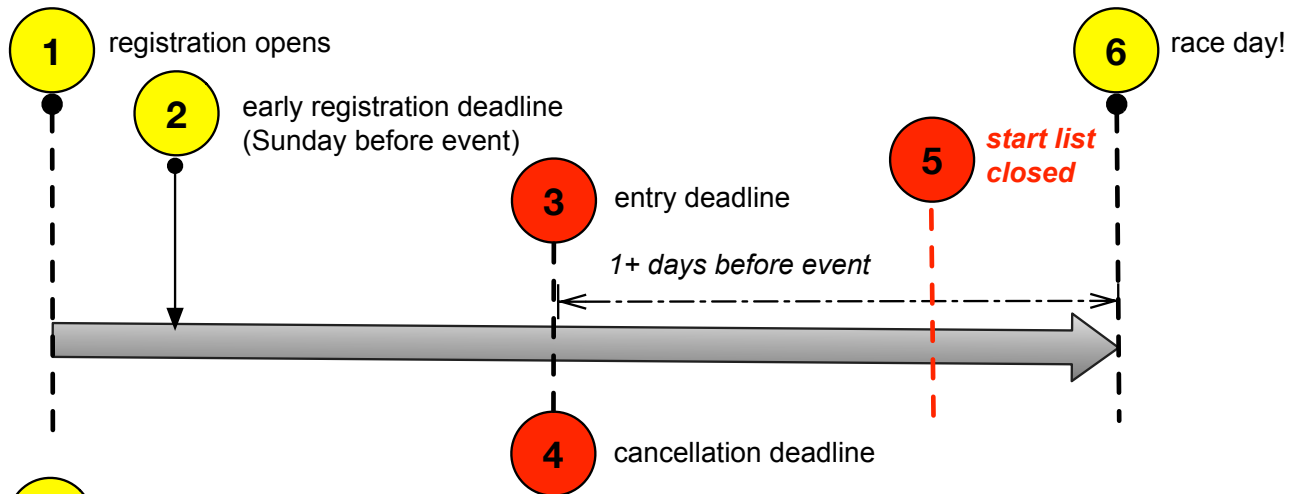 1 registration opens
2 early registration deadline
(Sunday before event)
3 entry deadline
1+ days before event
4 cancellation deadline
5 start list
closed
6 race day!